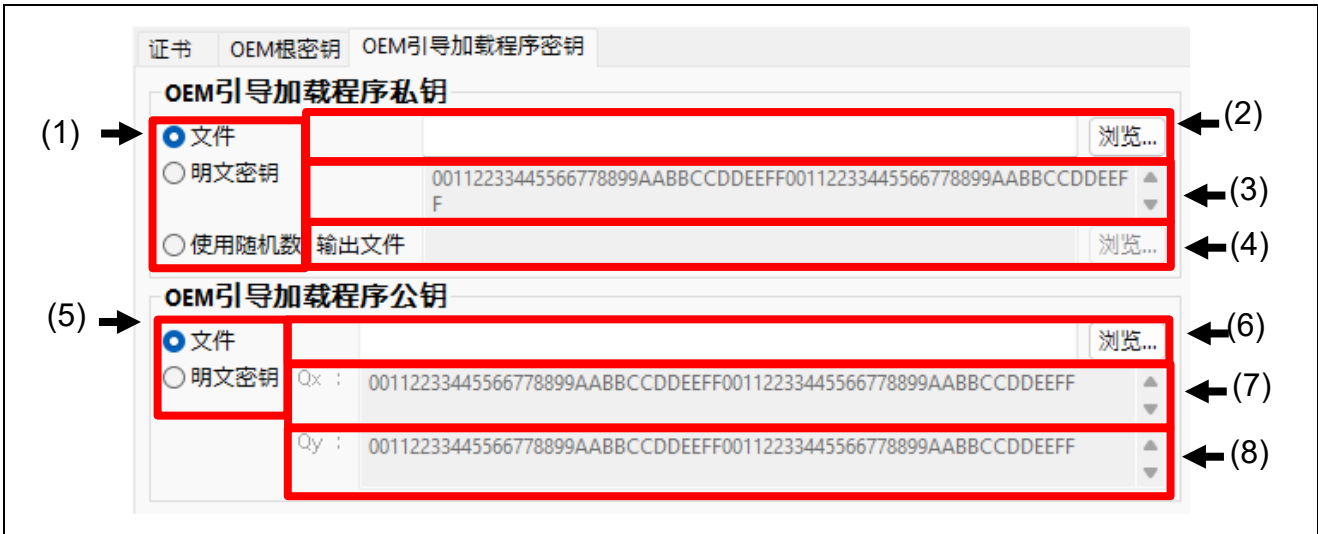 证书 OEM根密钥 OEM引导加载程序密钥
OEM引导加载程序私钥
(1) 文件 浏览... (2)
明文密钥 00112233445566778899AABBCCDDEEFF00112233445566778899AABBCCDDEEF
F (3)
使用随机数 输出文件 浏览... (4)
OEM引导加载程序公钥
(5) 文件 浏览... (6)
明文密钥 Qx : 00112233445566778899AABBCCDDEEFF00112233445566778899AABBCCDDEEFF (7)
Qy : 00112233445566778899AABBCCDDEEFF00112233445566778899AABBCCDDEEFF (8)